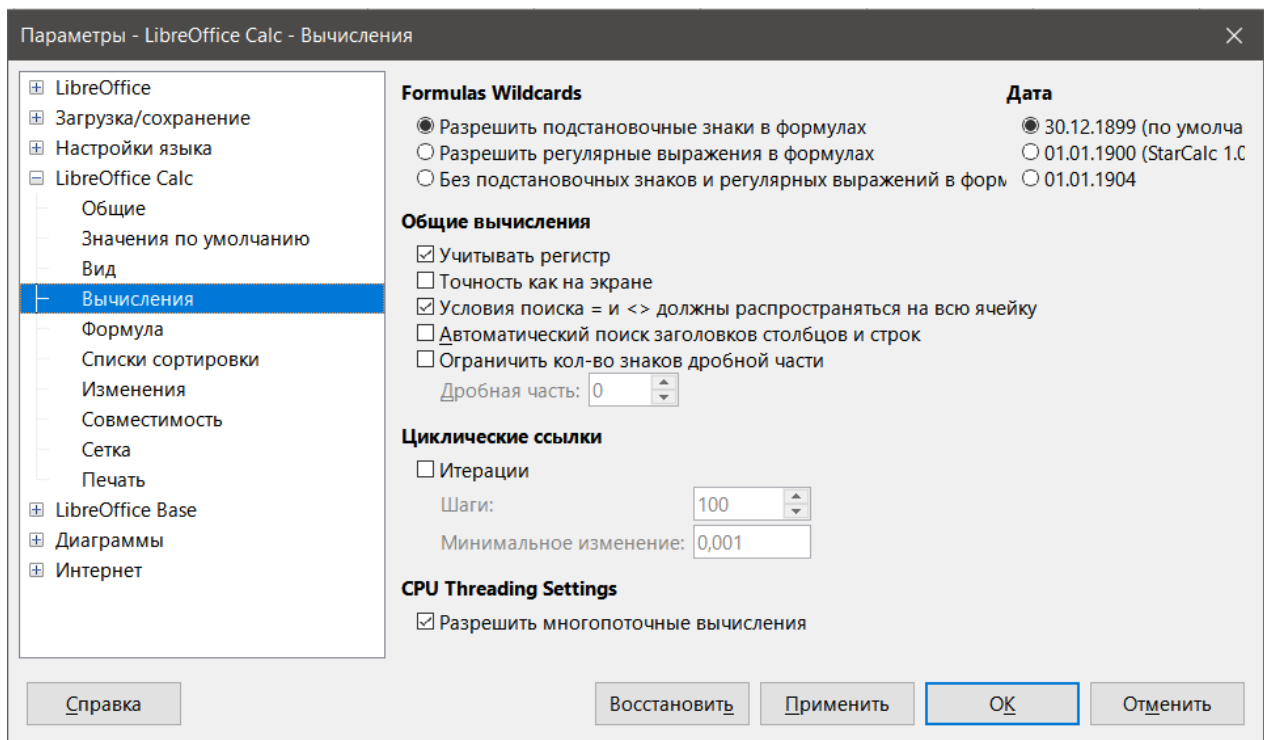 Параметры - LibreOffice Calc - Вычисления
LibreOffice
Загрузка/сохранение
Настройки языка
LibreOffice Calc
Общие
Значения по умолчанию
Вид
Вычисления
Формула
Списки сортировки
Изменения
Совместимость
Сетка
Печать
LibreOffice Base
Диаграммы
Интернет
Formulas Wildcards
Разрешить подстановочные знаки в формулах
Разрешить регулярные выражения в формулах
Без подстановочных знаков и регулярных выражений в форм
Дата
30.12.1899 (по умолча
01.01.1900 (StarCalc 1.0
01.01.1904
Общие вычисления
Учитывать регистр
Точность как на экране
Условия поиска = и <> должны распространяться на всю ячейку
Автоматический поиск заголовков столбцов и строк
Ограничить кол-во знаков дробной части
Дробная часть: 0
Циклические ссылки
Итерации
Шаги: 100
Минимальное изменение: 0,001
CPU Threading Settings
Разрешить многопоточные вычисления
Справка
Восстановить
Применить
ОК
Отменить